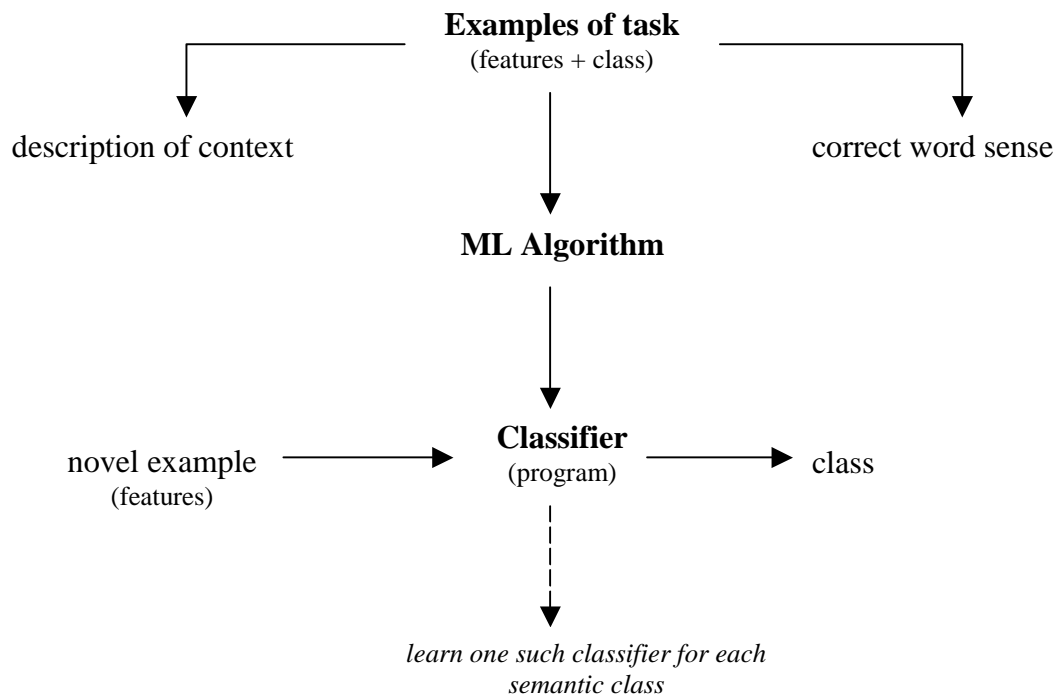 Examples of task
(features + class)
description of context
correct word sense
ML Algorithm
Classifier
(program)
novel example
(features)
class
learn one such classifier for each
semantic class